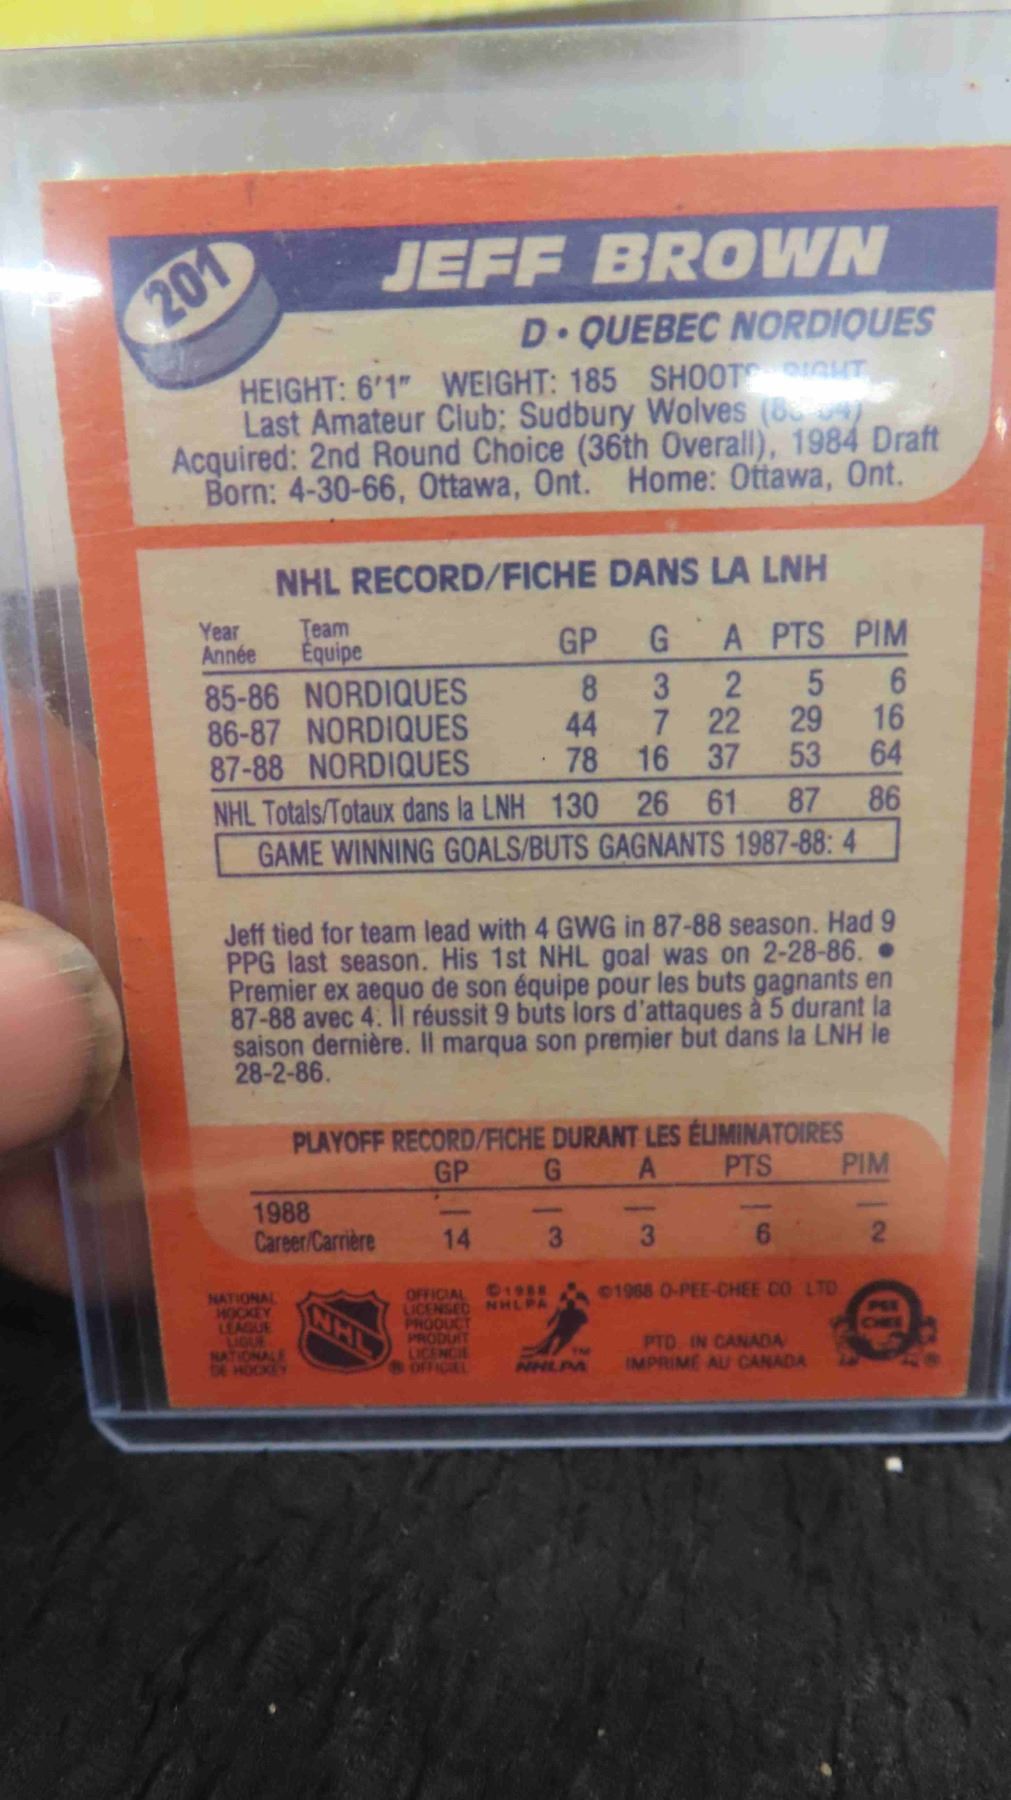 201
JEFF BROWN
D • QUEBEC NORDIQUES
HEIGHT: 6'1" WEIGHT: 185 SHOOTS: RIGHT
Last Amateur Club: Sudbury Wolves
Acquired: 2nd Round Choice (36th Overall), 1984 Draft
Born: 4-30-66, Ottawa, Ont. Home: Ottawa, Ont.
NHL RECORD/FICHE DANS LA LNH
Year Team
Année Équipe GP G A PTS PIM
85-86 NORDIQUES 8 3 2 5 6
86-87 NORDIQUES 44 7 22 29 16
87-88 NORDIQUES 78 16 37 53 64
NHL Totals/Totaux dans la LNH 130 26 61 87 86
GAME WINNING GOALS/BUTS GAGNANTS 1987-88: 4
Jeff tied for team lead with 4 GWG in 87-88 season. Had 9
PPG last season. His 1st NHL goal was on 2-28-86. •
Premier ex aequo de son équipe pour les buts gagnants en
87-88 avec 4. Il réussit 9 buts lors d'attaques à 5 durant la
saison dernière. Il marqua son premier but dans la LNH le
28-2-86.
PLAYOFF RECORD/FICHE DURANT LES ÉLIMINATOIRES
GP G A PTS PIM
1988 — — — — —
Career/Carrière 14 3 3 6 2
NATIONAL
HOCKEY
LEAGUE
LIGUE
NATIONALE
DE HOCKEY
NHL
OFFICIAL
LICENSED
PRODUCT
PRODUIT
LICENCIE
® OFFICIEL
©1988
NHLPA
™
NHLPA
©1988 O-PEE-CHEE CO. LTD.
PTD. IN CANADA
IMPRIMÉ AU CANADA
PEE
CHEE
®